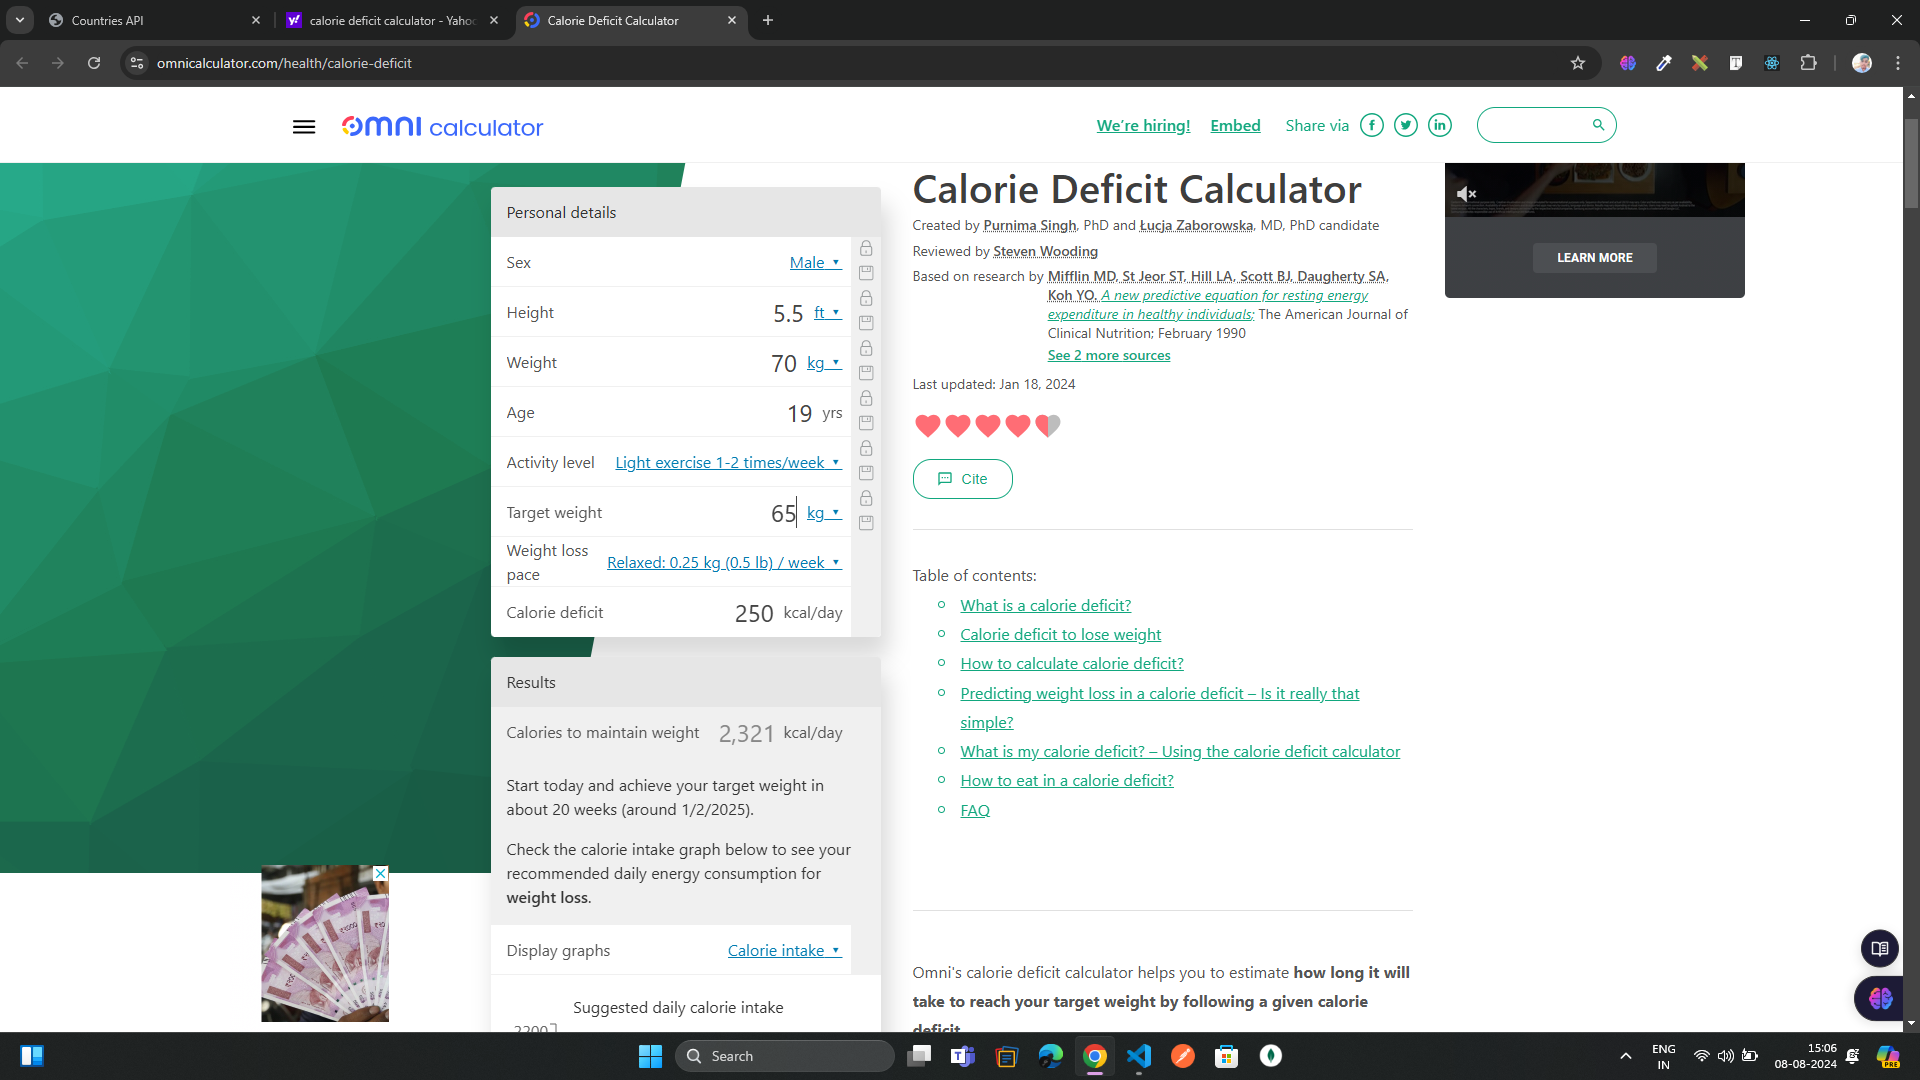 Countries API
calorie deficit calculator - Yahoo
Calorie Deficit Calculator
omnicalculator.com/health/calorie-deficit
omni calculator
We're hiring!
Embed
Share via
Personal details
Sex
Male
Height
5.5 ft
Weight
70 kg
Age
19 yrs
Activity level
Light exercise 1-2 times/week
Target weight
65 kg
Weight loss
pace
Relaxed: 0.25 kg (0.5 lb) / week
Calorie deficit
250 kcal/day
Results
Calories to maintain weight
2,321 kcal/day
Start today and achieve your target weight in
about 20 weeks (around 1/2/2025).
Check the calorie intake graph below to see your
recommended daily energy consumption for
weight loss.
Display graphs
Calorie intake
Suggested daily calorie intake
2200
Calorie Deficit Calculator
Created by Purnima Singh, PhD and Łucja Zaborowska, MD, PhD candidate
Reviewed by Steven Wooding
Based on research by Mifflin MD, St Jeor ST, Hill LA, Scott BJ, Daugherty SA,
Koh YO. A new predictive equation for resting energy
expenditure in healthy individuals; The American Journal of
Clinical Nutrition; February 1990
See 2 more sources
Last updated: Jan 18, 2024
Cite
Table of contents:
What is a calorie deficit?
Calorie deficit to lose weight
How to calculate calorie deficit?
Predicting weight loss in a calorie deficit – Is it really that
simple?
What is my calorie deficit? – Using the calorie deficit calculator
How to eat in a calorie deficit?
FAQ
Omni's calorie deficit calculator helps you to estimate how long it will
take to reach your target weight by following a given calorie
deficit
LEARN MORE
Search
ENG
IN
15:06
08-08-2024
PRE